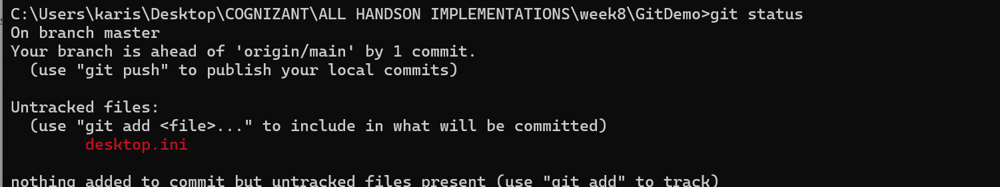 C:\Users\karis\Desktop\COGNIZANT\ALL HANDSON IMPLEMENTATIONS\week8\GitDemo>git status
On branch master
Your branch is ahead of 'origin/main' by 1 commit.
  (use "git push" to publish your local commits)

Untracked files:
  (use "git add <file>..." to include in what will be committed)
        desktop.ini

nothing added to commit but untracked files present (use "git add" to track)